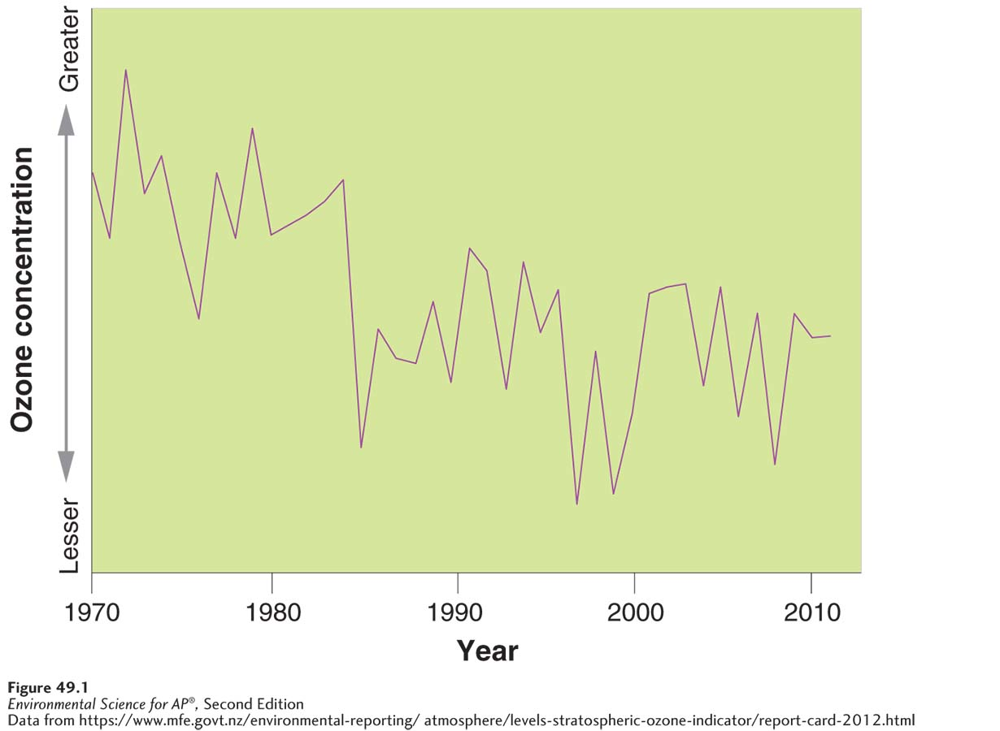 Greater
Ozone concentration
Lesser
1970 1980 1990 2000 2010
Year
Figure 49.1
Environmental Science for AP®, Second Edition
Data from https://www.mfe.govt.nz/environmental-reporting/ atmosphere/levels-stratospheric-ozone-indicator/report-card-2012.html